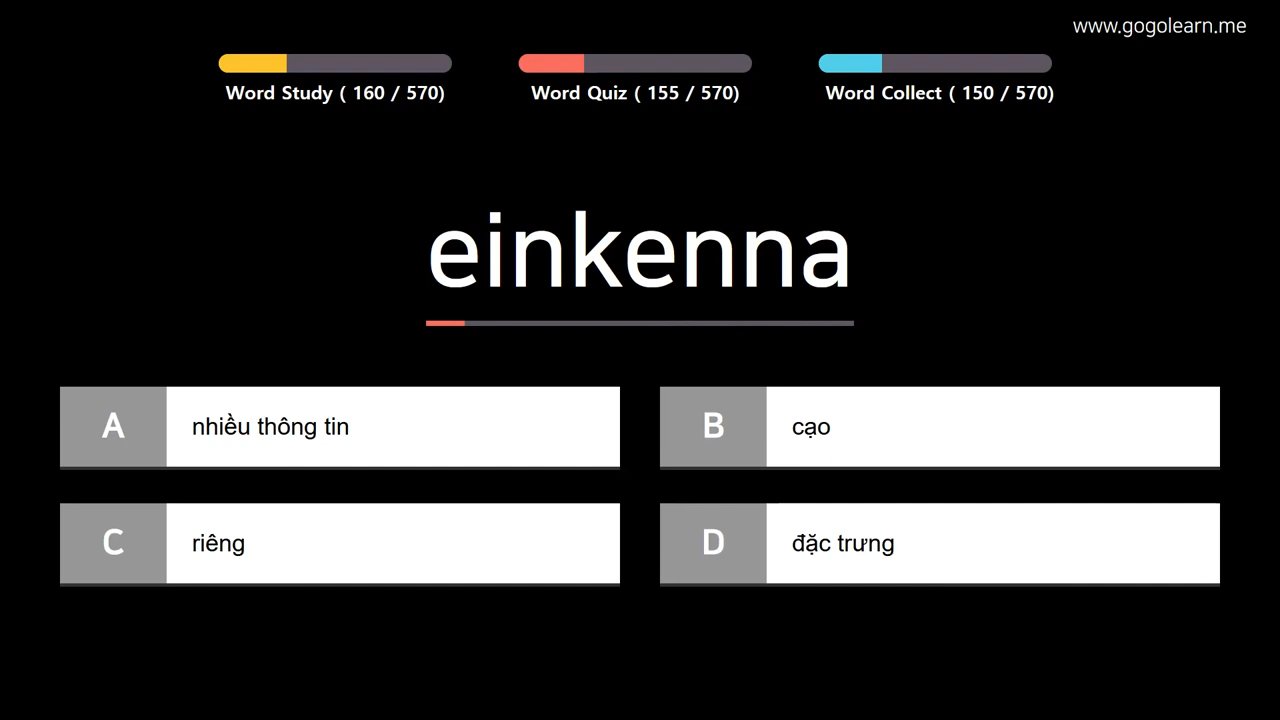 www.gogolearn.me
Word Study ( 160 / 570)
Word Quiz ( 155 / 570)
Word Collect ( 150 / 570)
einkenna
A
nhiều thông tin
B
cạo
C
riêng
D
đặc trưng